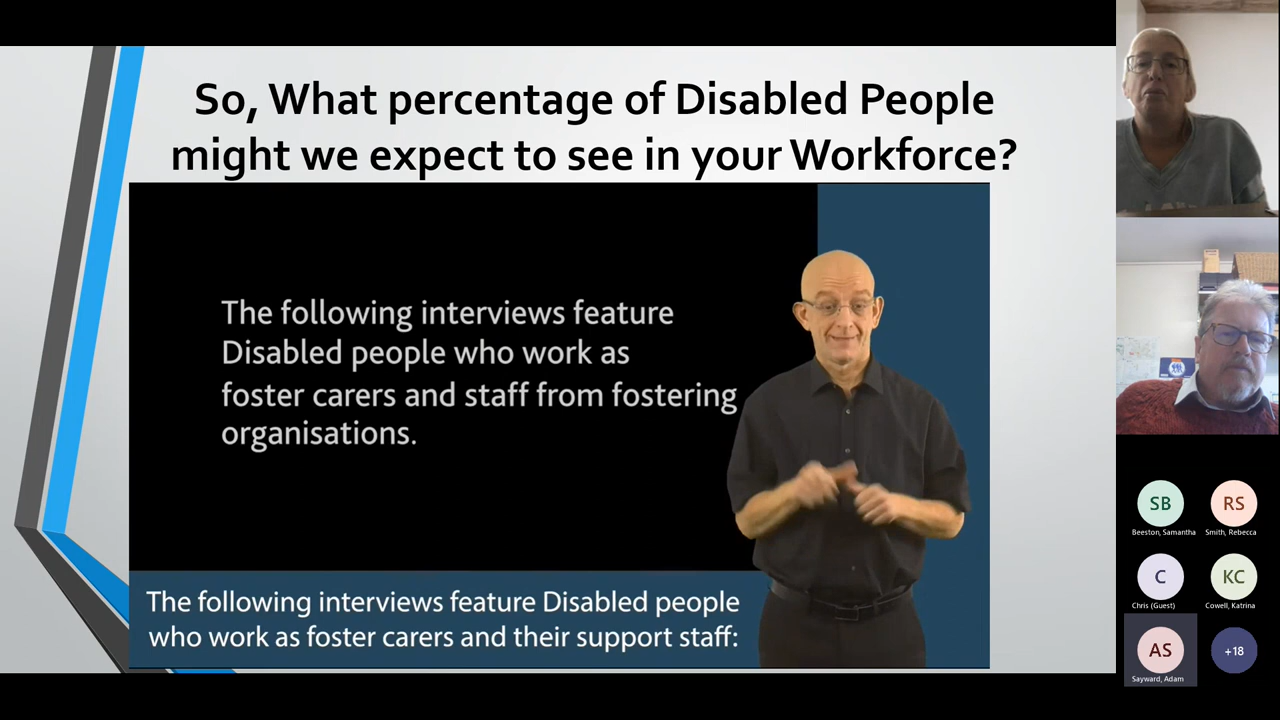 So, What percentage of Disabled People
might we expect to see in your Workforce?
The following interviews feature
Disabled people who work as
foster carers and staff from fostering
organisations.
The following interviews feature Disabled people
who work as foster carers and their support staff:
SB
Beeston, Samantha
RS
Smith, Rebecca
C
Chris (Guest)
KC
Cowell, Katrina
AS
Sayward, Adam
+18